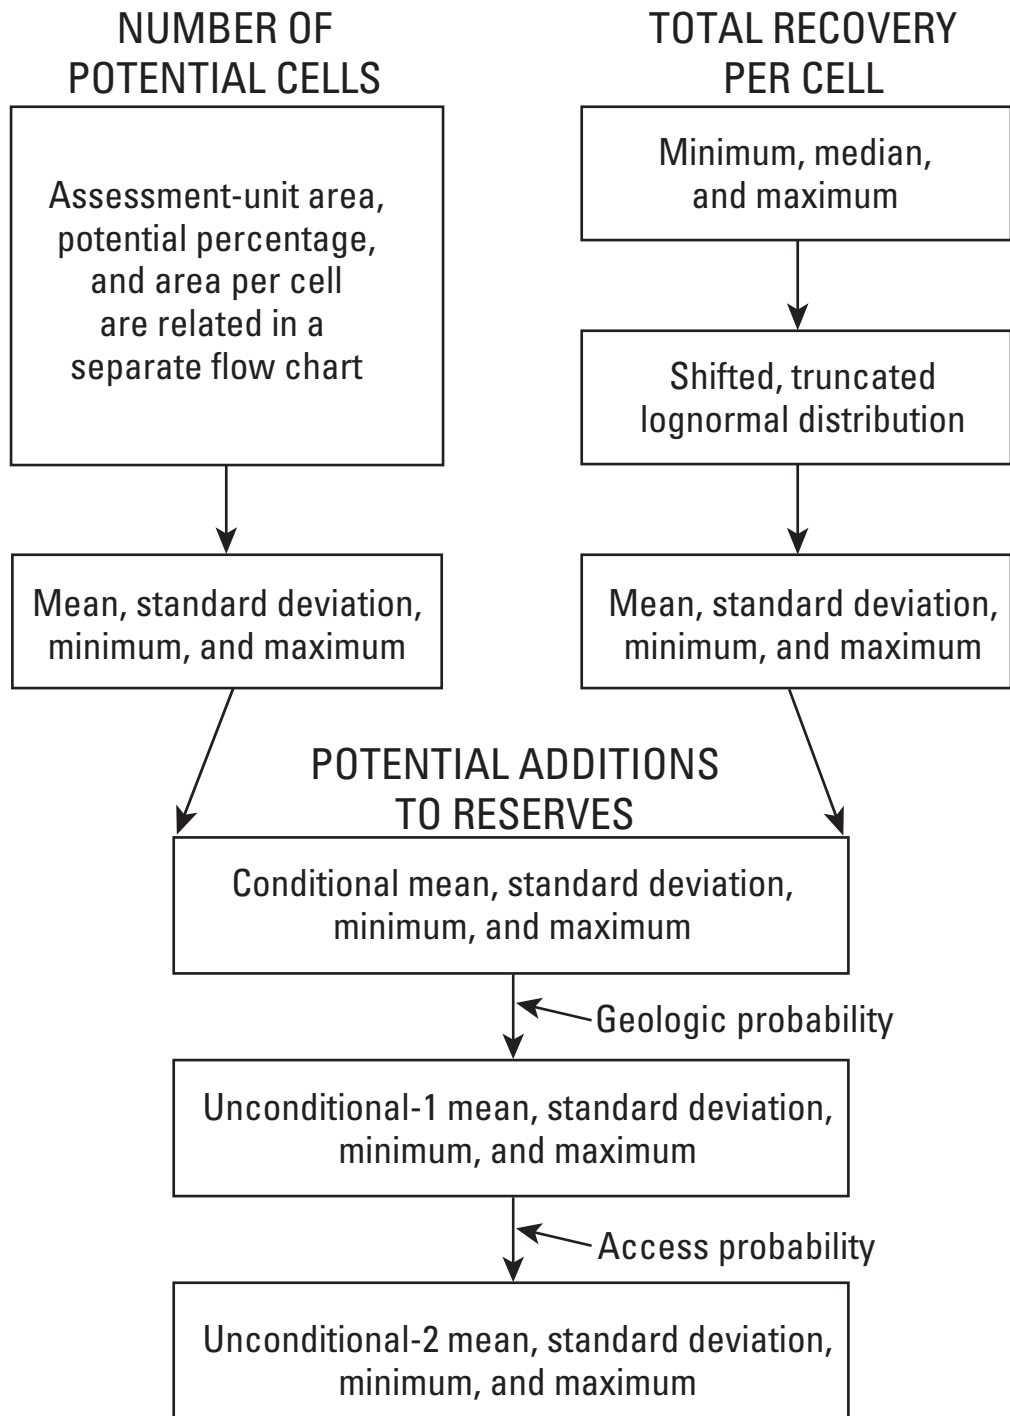 NUMBER OF
POTENTIAL CELLS
Assessment-unit area,
potential percentage,
and area per cell
are related in a
separate flow chart
Mean, standard deviation,
minimum, and maximum
TOTAL RECOVERY
PER CELL
Minimum, median,
and maximum
Shifted, truncated
lognormal distribution
Mean, standard deviation,
minimum, and maximum
POTENTIAL ADDITIONS
TO RESERVES
Conditional mean, standard deviation,
minimum, and maximum
Geologic probability
Unconditional-1 mean, standard deviation,
minimum, and maximum
Access probability
Unconditional-2 mean, standard deviation,
minimum, and maximum